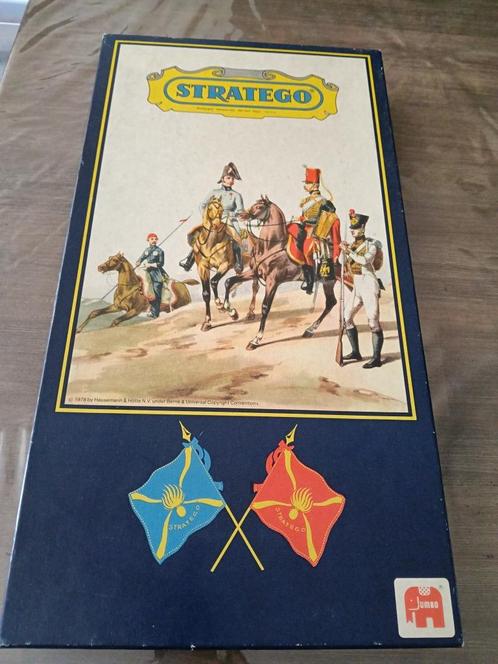 STRATEGO
© 1978 by Hausemann & Hötte N.V. under Berne & Universal Copyright Conventions
STRATEGO
STRATEGO
JUMBO